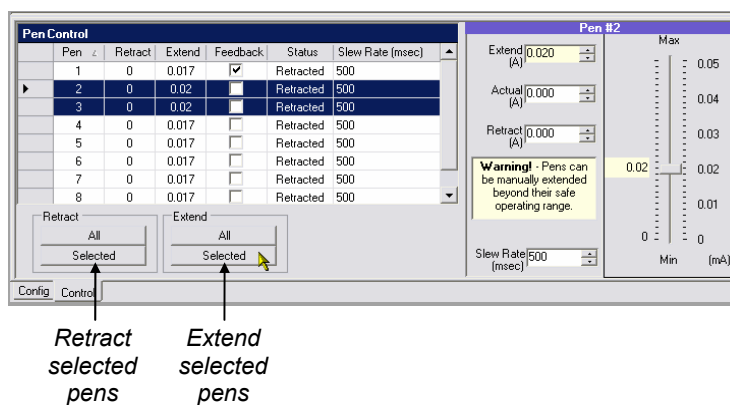 Pen Control
Pen Retract Extend Feedback Status Slew Rate (msec)
1 0 0.017 Retracted 500
2 0 0.02 Retracted 500
3 0 0.02 Retracted 500
4 0 0.017 Retracted 500
5 0 0.017 Retracted 500
6 0 0.017 Retracted 500
7 0 0.017 Retracted 500
8 0 0.017 Retracted 500
Retract
All
Selected
Extend
All
Selected
Config Control
Pen #2
Extend (A) 0.020
Actual (A) 0.000
Retract (A) 0.000
Warning! - Pens can
be manually extended
beyond their safe
operating range.
Slew Rate (msec) 500
Max
0.05
0.04
0.03
0.02 0.02
0.01
0 0
Min (mA)
Retract
selected
pens
Extend
selected
pens